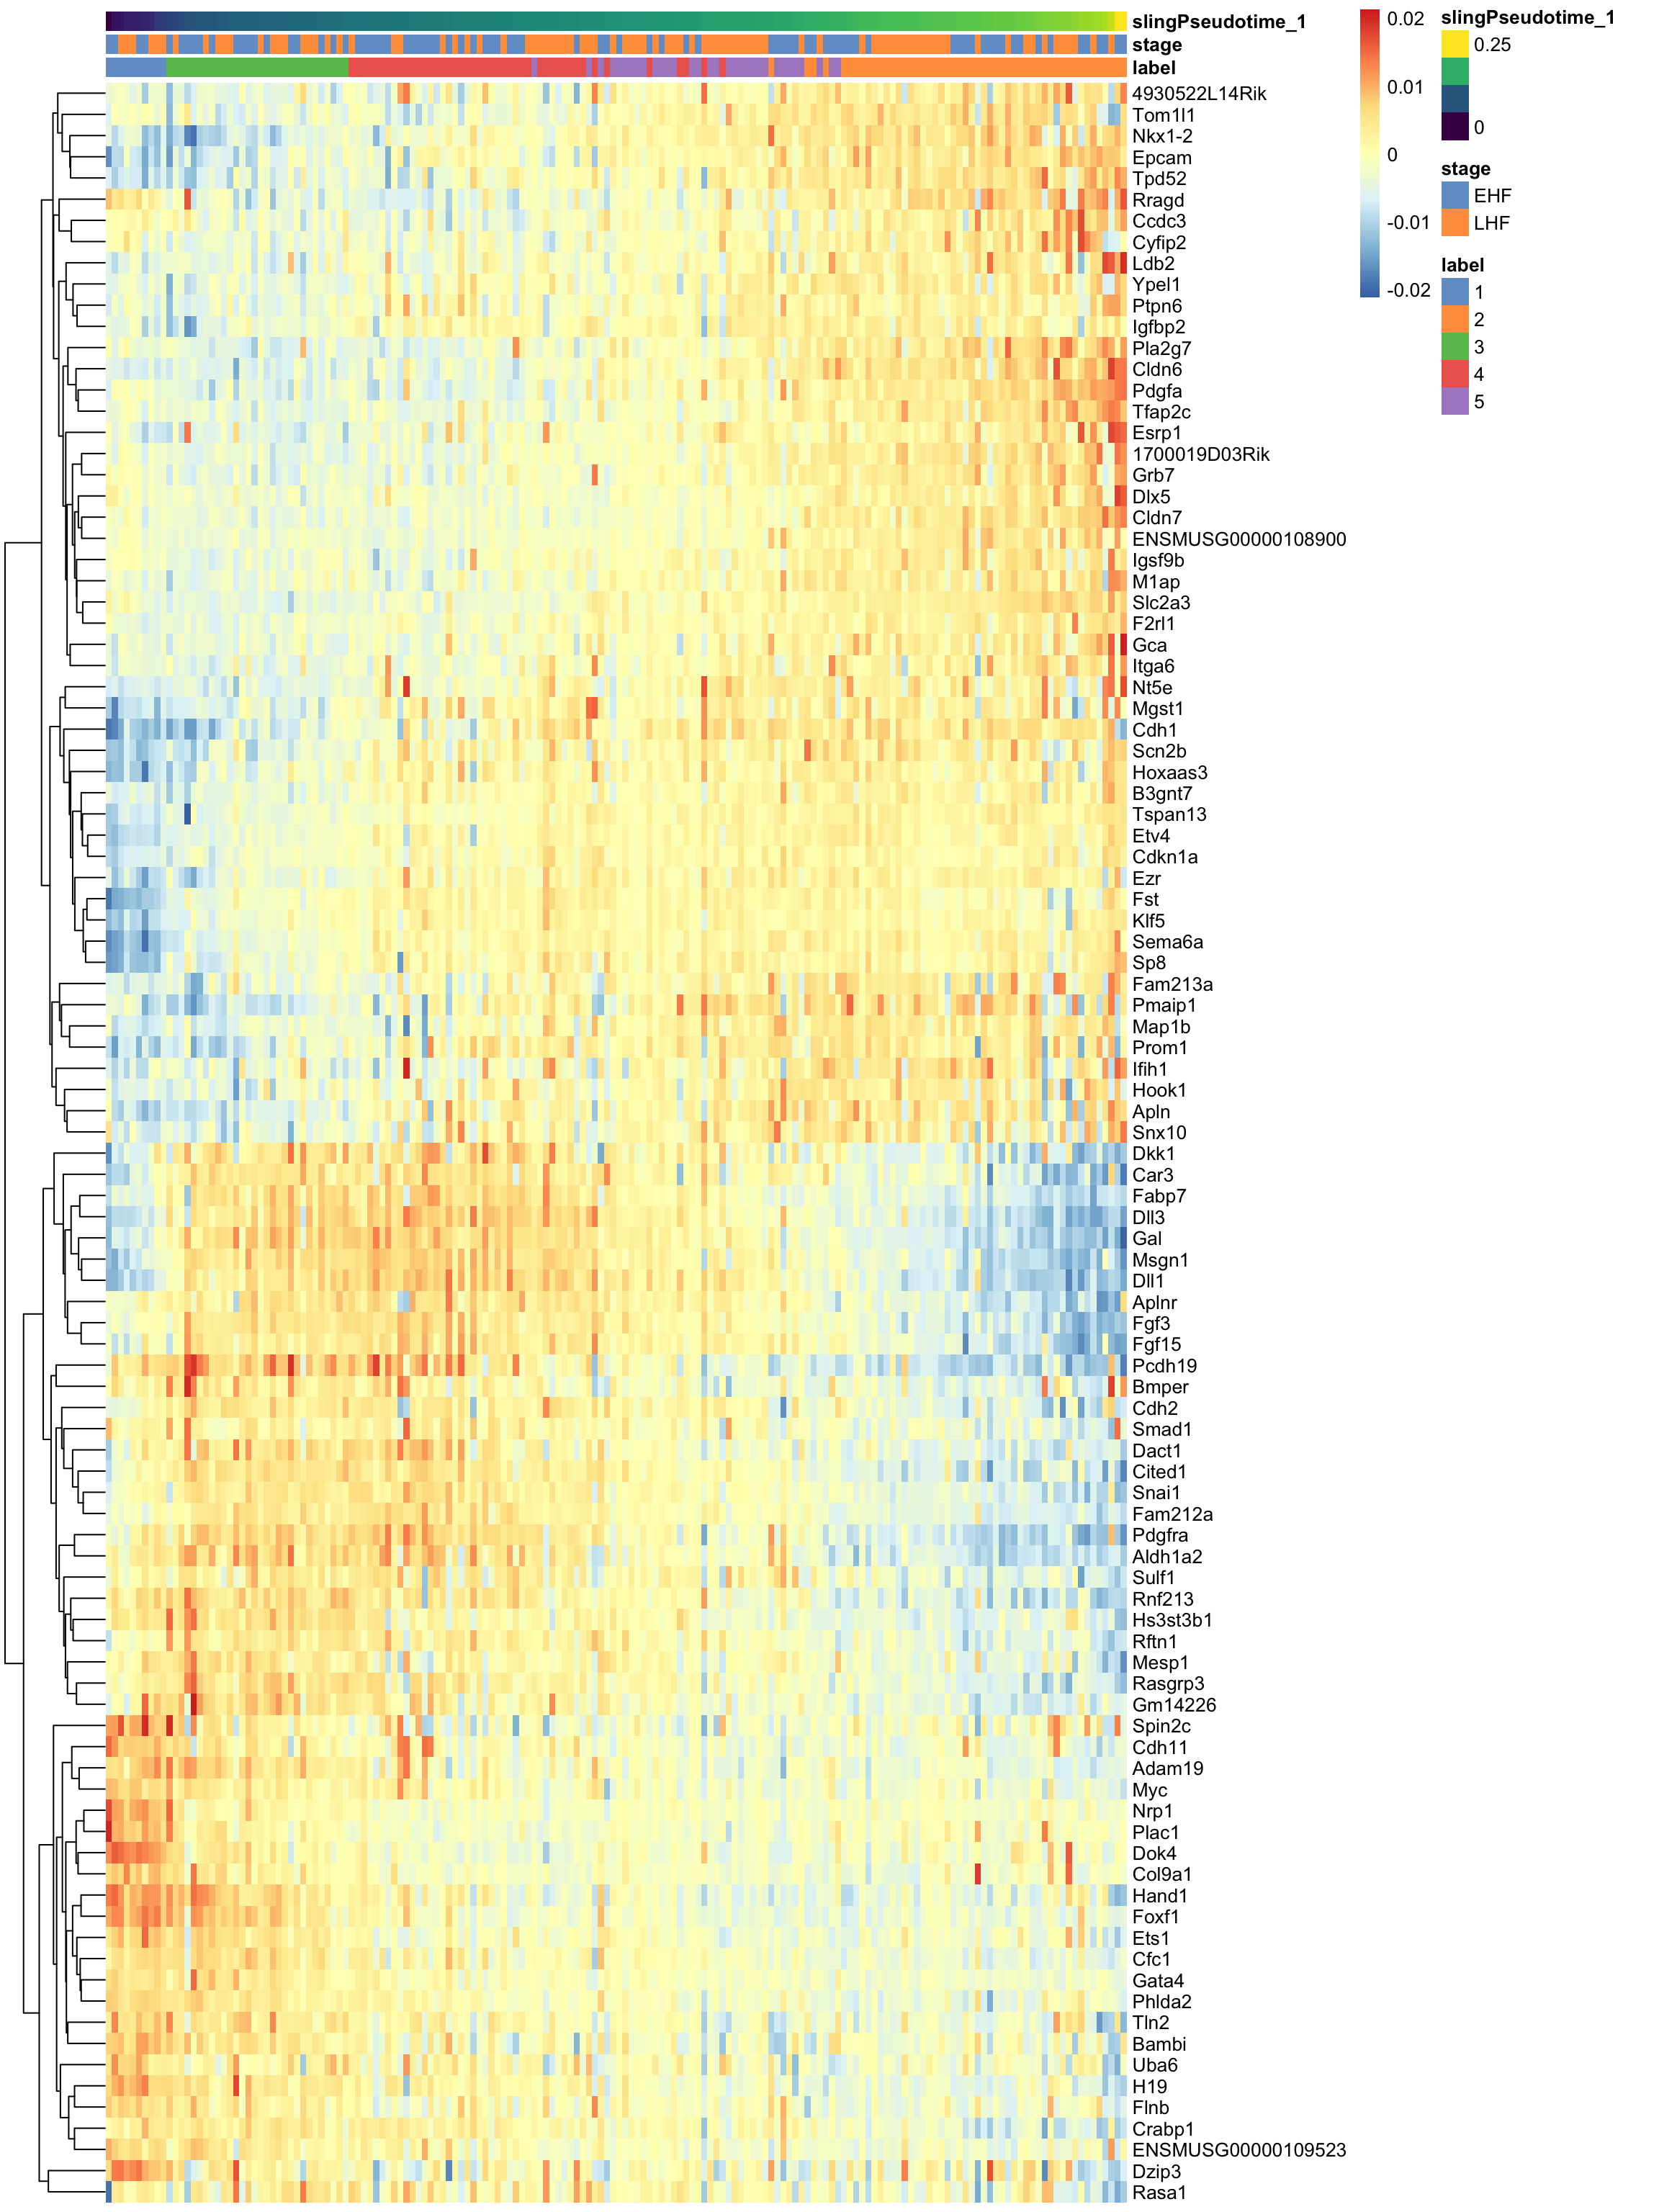 slingPseudotime_1
stage
label
4930522L14Rik
Tom1l1
Nkx1-2
Epcam
Tpd52
Rragd
Ccdc3
Cyfip2
Ldb2
Ypel1
Ptpn6
Igfbp2
Pla2g7
Cldn6
Pdgfa
Tfap2c
Esrp1
1700019D03Rik
Grb7
Dlx5
Cldn7
ENSMUSG00000108900
Igsf9b
M1ap
Slc2a3
F2rl1
Gca
Itga6
Nt5e
Mgst1
Cdh1
Scn2b
Hoxaas3
B3gnt7
Tspan13
Etv4
Cdkn1a
Ezr
Fst
Klf5
Sema6a
Sp8
Fam213a
Pmaip1
Map1b
Prom1
Ifih1
Hook1
Apln
Snx10
Dkk1
Car3
Fabp7
Dll3
Gal
Msgn1
Dll1
Aplnr
Fgf3
Fgf15
Pcdh19
Bmper
Cdh2
Smad1
Dact1
Cited1
Snai1
Fam212a
Pdgfra
Aldh1a2
Sulf1
Rnf213
Hs3st3b1
Rftn1
Mesp1
Rasgrp3
Gm14226
Spin2c
Cdh11
Adam19
Myc
Nrp1
Plac1
Dok4
Col9a1
Hand1
Foxf1
Ets1
Cfc1
Gata4
Phlda2
Tln2
Bambi
Uba6
H19
Flnb
Crabp1
ENSMUSG00000109523
Dzip3
Rasa1
0.02
0.01
0
-0.01
-0.02
slingPseudotime_1
0.25
0
stage
EHF
LHF
label
1
2
3
4
5